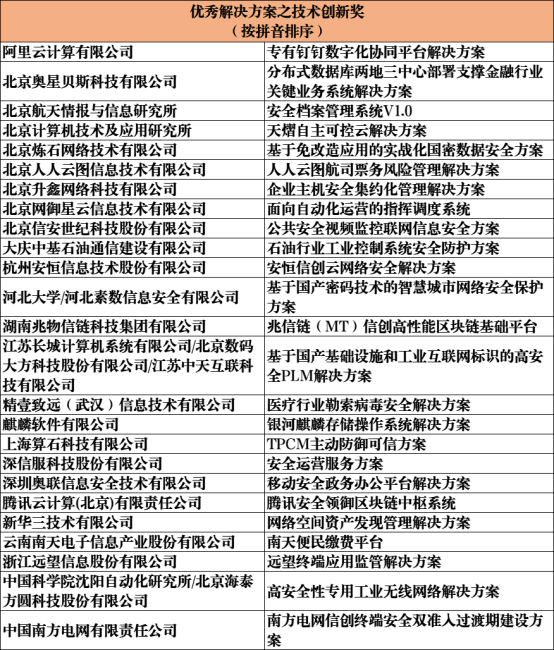 优秀解决方案之技术创新奖
（按拼音排序）
阿里云计算有限公司
专有钉钉数字化协同平台解决方案
北京奥星贝斯科技有限公司
分布式数据库两地三中心部署支撑金融行业
关键业务系统解决方案
北京航天情报与信息研究所
安全档案管理系统V1.0
北京计算机技术及应用研究所
天熠自主可控云解决方案
北京炼石网络技术有限公司
基于免改造应用的实战化国密数据安全方案
北京人人云图信息技术有限公司
人人云图航司票务风险管理解决方案
北京升鑫网络科技有限公司
企业主机安全集约化管理解决方案
北京网御星云信息技术有限公司
面向自动化运营的指挥调度系统
北京信安世纪科技股份有限公司
公共安全视频监控联网信息安全方案
大庆中基石油通信建设有限公司
石油行业工业控制系统安全防护方案
杭州安恒信息技术股份有限公司
安恒信创云网络安全解决方案
河北大学/河北素数信息安全有限公司
基于国产密码技术的智慧城市网络安全保护
方案
湖南兆物信链科技集团有限公司
兆信链（MT）信创高性能区块链基础平台
江苏长城计算机系统有限公司/北京数码
大方科技股份有限公司/江苏中天互联科
技有限公司
基于国产基础设施和工业互联网标识的高安
全PLM解决方案
精壹致远（武汉）信息技术有限公司
医疗行业勒索病毒安全解决方案
麒麟软件有限公司
银河麒麟存储操作系统解决方案
上海算石科技有限公司
TPCM主动防御可信方案
深信服科技股份有限公司
安全运营服务方案
深圳奥联信息安全技术有限公司
移动安全政务办公平台解决方案
腾讯云计算(北京)有限责任公司
腾讯安全领御区块链中枢系统
新华三技术有限公司
网络空间资产发现管理解决方案
云南南天电子信息产业股份有限公司
南天便民缴费平台
浙江远望信息股份有限公司
远望终端应用监管解决方案
中国科学院沈阳自动化研究所/北京海泰
方圆科技股份有限公司
高安全性专用工业无线网络解决方案
中国南方电网有限责任公司
南方电网信创终端安全双准入过渡期建设方
案